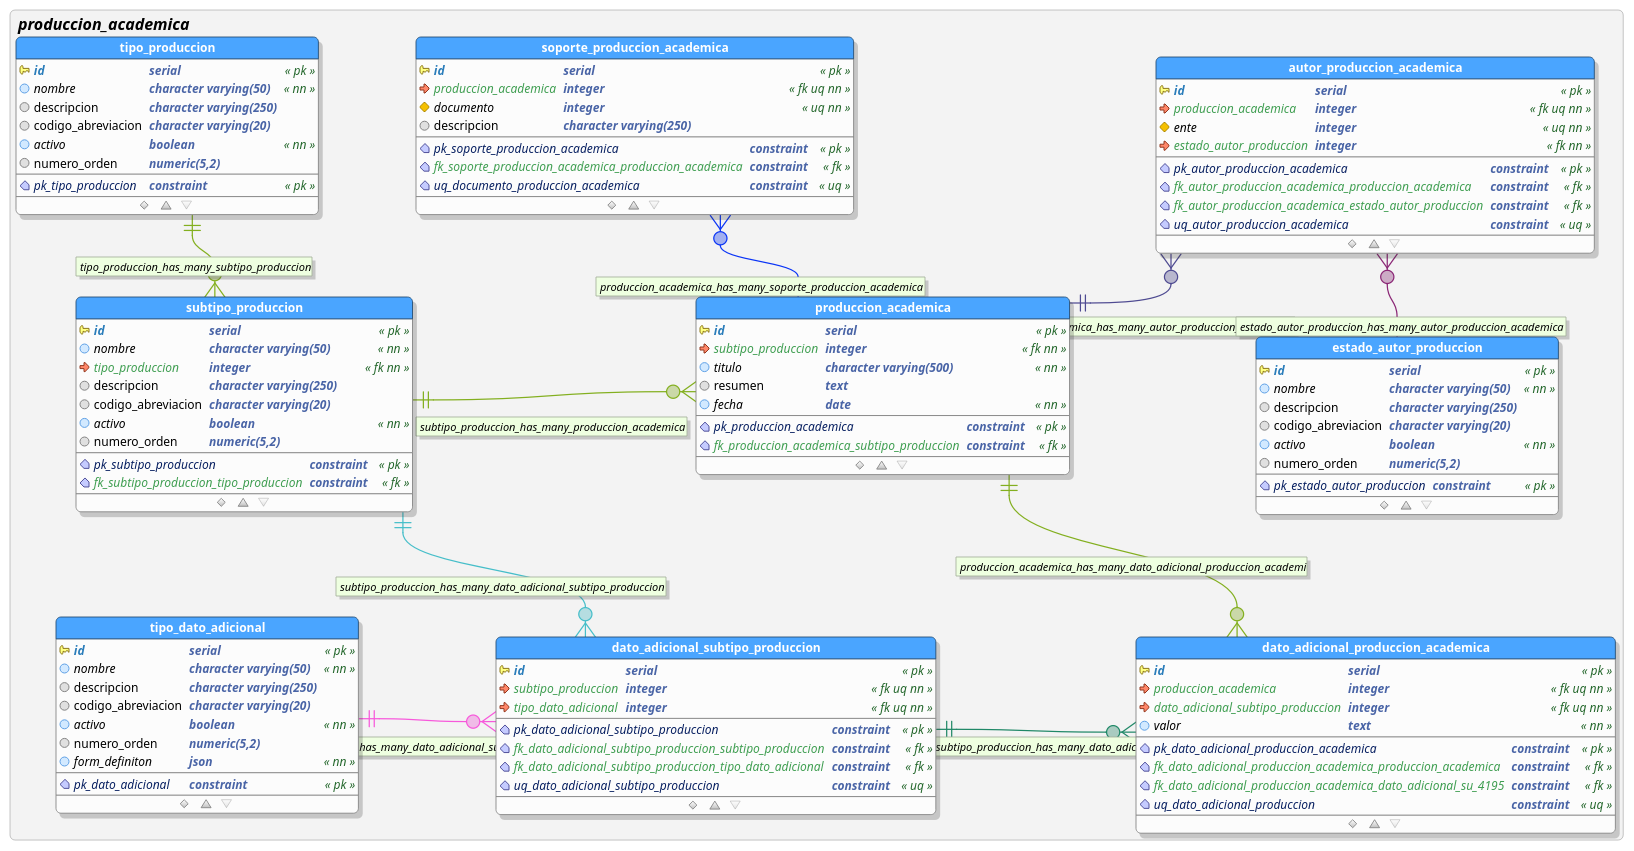 produccion_academica
tipo_produccion
id serial « pk »
nombre character varying(50) « nn »
descripcion character varying(250)
codigo_abreviacion character varying(20)
activo boolean « nn »
numero_orden numeric(5,2)
pk_tipo_produccion constraint « pk »
soporte_produccion_academica
id serial « pk »
produccion_academica integer « fk uq nn »
documento integer « uq nn »
descripcion character varying(250)
pk_soporte_produccion_academica constraint « pk »
fk_soporte_produccion_academica_produccion_academica constraint « fk »
uq_documento_produccion_academica constraint « uq »
autor_produccion_academica
id serial « pk »
produccion_academica integer « fk uq nn »
ente integer « uq nn »
estado_autor_produccion integer « fk nn »
pk_autor_produccion_academica constraint « pk »
fk_autor_produccion_academica_produccion_academica constraint « fk »
fk_autor_produccion_academica_estado_autor_produccion constraint « fk »
uq_autor_produccion_academica constraint « uq »
tipo_produccion_has_many_subtipo_produccion
produccion_academica_has_many_soporte_produccion_academica
mica_has_many_autor_produccion_
estado_autor_produccion_has_many_autor_produccion_academica
subtipo_produccion
id serial « pk »
nombre character varying(50) « nn »
tipo_produccion integer « fk nn »
descripcion character varying(250)
codigo_abreviacion character varying(20)
activo boolean « nn »
numero_orden numeric(5,2)
pk_subtipo_produccion constraint « pk »
fk_subtipo_produccion_tipo_produccion constraint « fk »
subtipo_produccion_has_many_produccion_academica
produccion_academica
id serial « pk »
subtipo_produccion integer « fk nn »
titulo character varying(500) « nn »
resumen text
fecha date « nn »
pk_produccion_academica constraint « pk »
fk_produccion_academica_subtipo_produccion constraint « fk »
estado_autor_produccion
id serial « pk »
nombre character varying(50) « nn »
descripcion character varying(250)
codigo_abreviacion character varying(20)
activo boolean « nn »
numero_orden numeric(5,2)
pk_estado_autor_produccion constraint « pk »
subtipo_produccion_has_many_dato_adicional_subtipo_produccion
produccion_academica_has_many_dato_adicional_produccion_academi
tipo_dato_adicional
id serial « pk »
nombre character varying(50) « nn »
descripcion character varying(250)
codigo_abreviacion character varying(20)
activo boolean « nn »
numero_orden numeric(5,2)
form_definiton json « nn »
pk_dato_adicional constraint « pk »
has_many_dato_adicional_su
dato_adicional_subtipo_produccion
id serial « pk »
subtipo_produccion integer « fk uq nn »
tipo_dato_adicional integer « fk uq nn »
pk_dato_adicional_subtipo_produccion constraint « pk »
fk_dato_adicional_subtipo_produccion_subtipo_produccion constraint « fk »
fk_dato_adicional_subtipo_produccion_tipo_dato_adicional constraint « fk »
uq_dato_adicional_subtipo_produccion constraint « uq »
subtipo_produccion_has_many_dato_adic
dato_adicional_produccion_academica
id serial « pk »
produccion_academica integer « fk uq nn »
dato_adicional_subtipo_produccion integer « fk uq nn »
valor text « nn »
pk_dato_adicional_produccion_academica constraint « pk »
fk_dato_adicional_produccion_academica_produccion_academica constraint « fk »
fk_dato_adicional_produccion_academica_dato_adicional_su_4195 constraint « fk »
uq_dato_adicional_produccion constraint « uq »